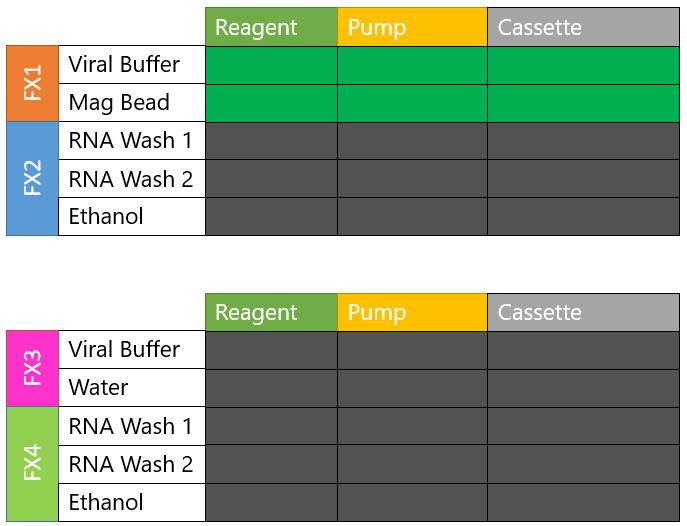 Reagent Pump Cassette
FX1
Viral Buffer
Mag Bead
FX2
RNA Wash 1
RNA Wash 2
Ethanol
Reagent Pump Cassette
FX3
Viral Buffer
Water
FX4
RNA Wash 1
RNA Wash 2
Ethanol